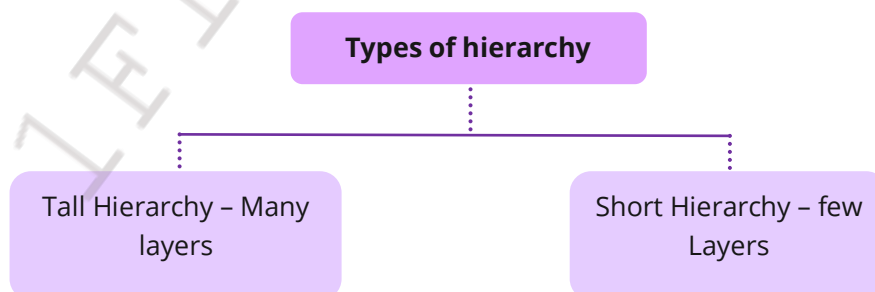 Types of hierarchy
Tall Hierarchy – Many
layers
Short Hierarchy – few
Layers